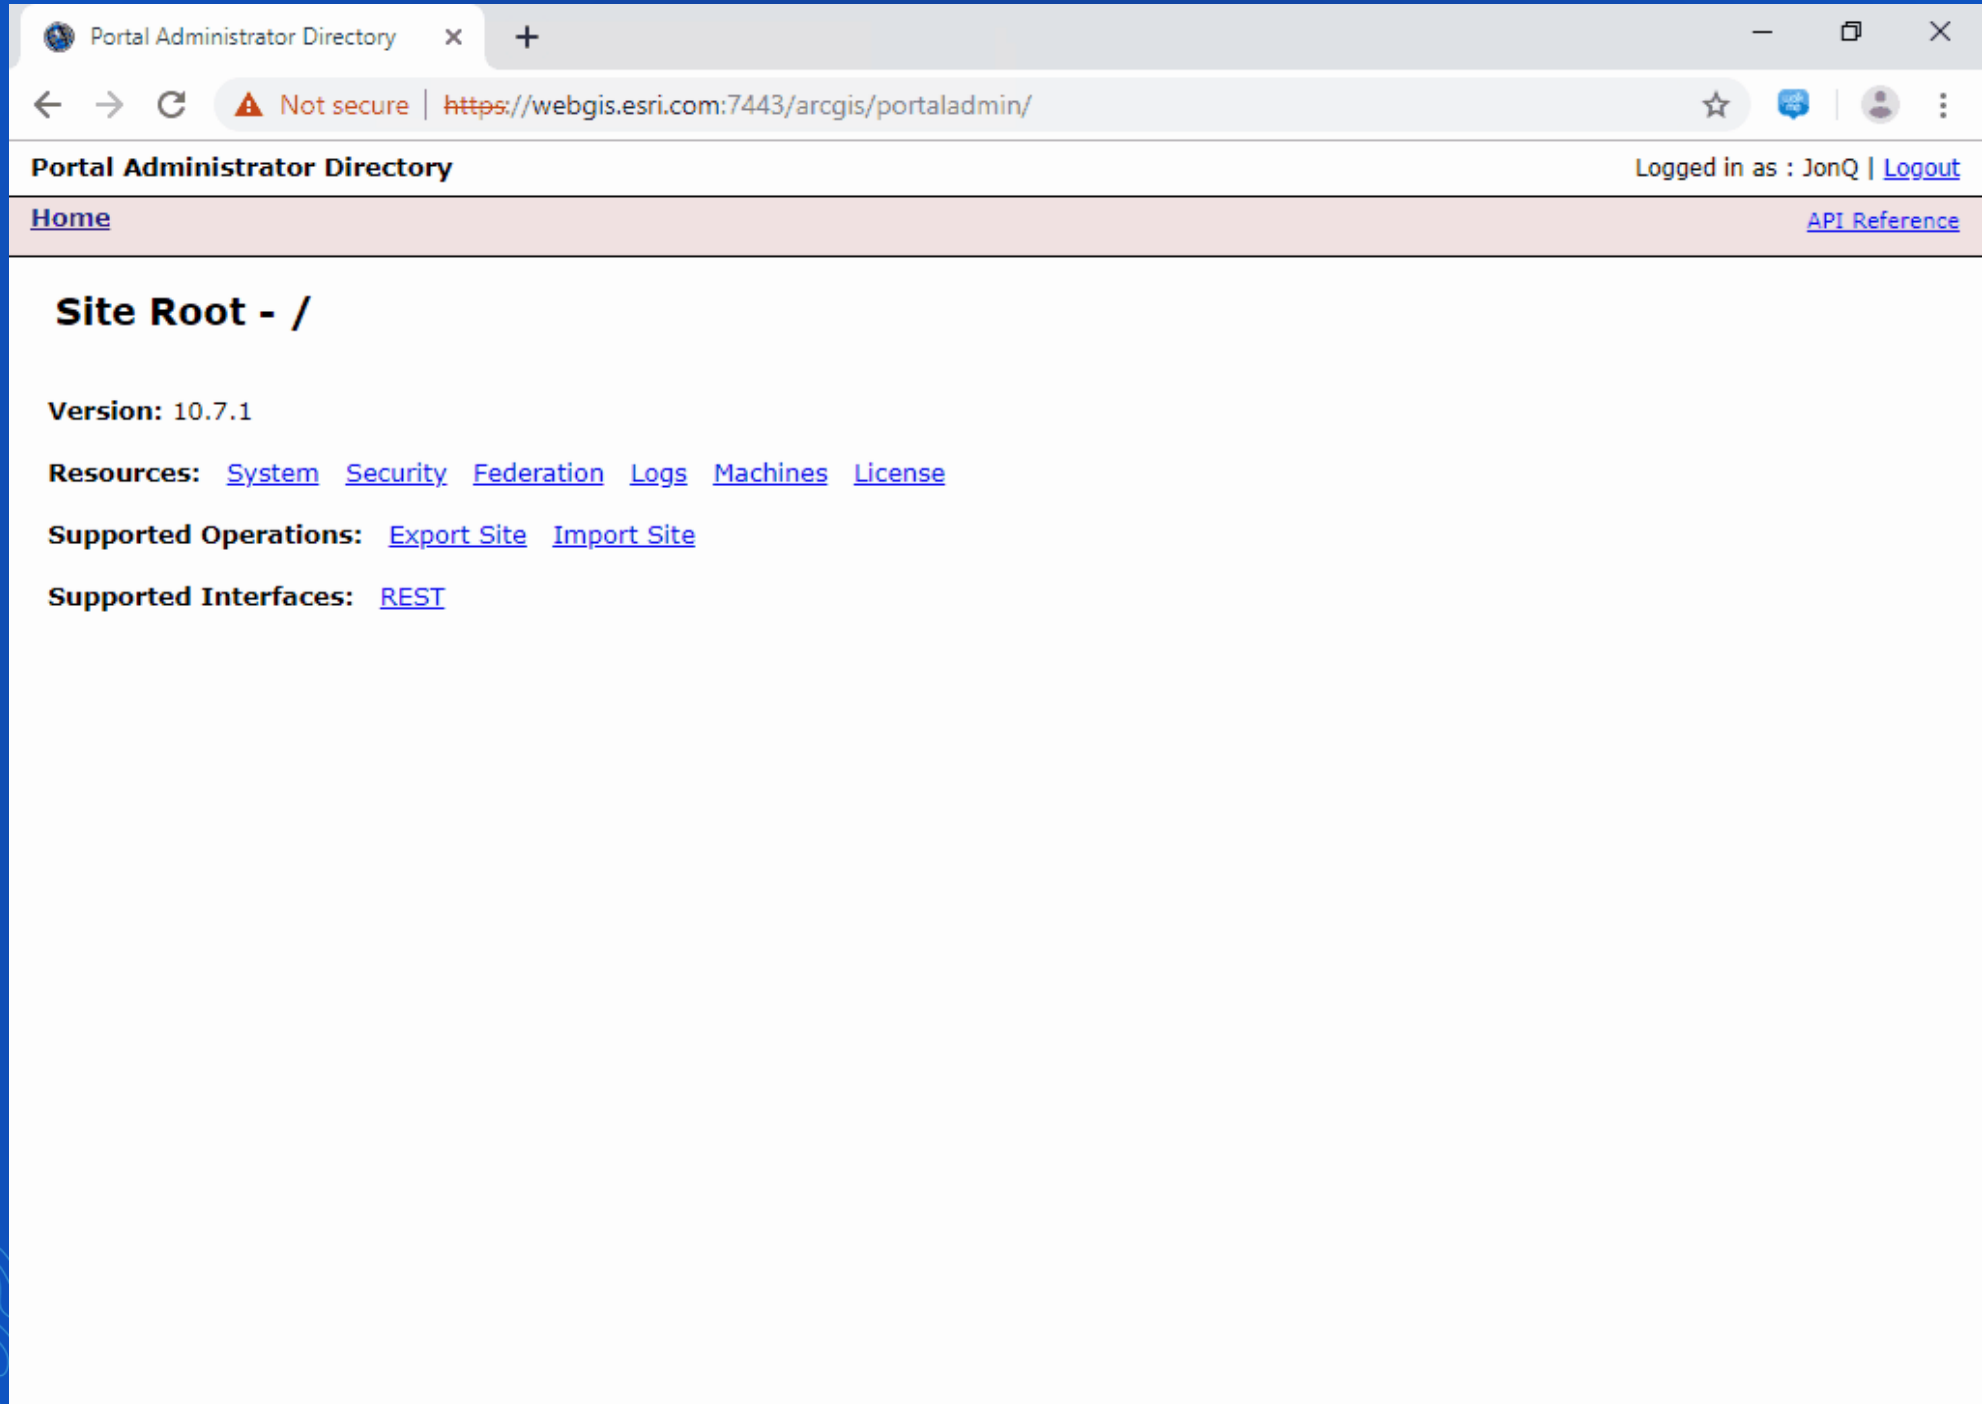 Portal Administrator Directory
Not secure | https://webgis.esri.com:7443/arcgis/portaladmin/
Portal Administrator Directory Logged in as : JonQ | Logout
Home API Reference
Site Root - /
Version: 10.7.1
Resources: System Security Federation Logs Machines License
Supported Operations: Export Site Import Site
Supported Interfaces: REST